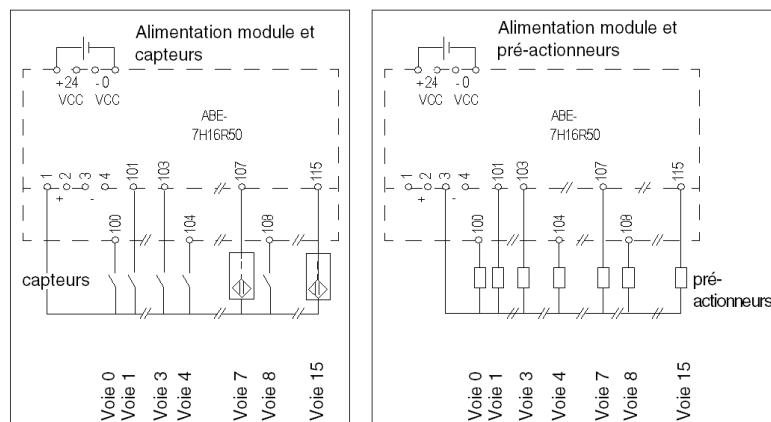 Alimentation module et
capteurs
+24 - 0
VCC VCC
ABE-
7H16R50
1 2 3 4 101 103 107 115
+ -
100 104 108
capteurs
Voie 0 Voie 1 Voie 3 Voie 4 Voie 7 Voie 8 Voie 15
Alimentation module et
pré-actionneurs
+24 - 0
VCC VCC
ABE-
7H16R50
1 2 3 4 101 103 107 115
+ -
100 104 108
pré-
actionneurs
Voie 0 Voie 1 Voie 3 Voie 4 Voie 7 Voie 8 Voie 15